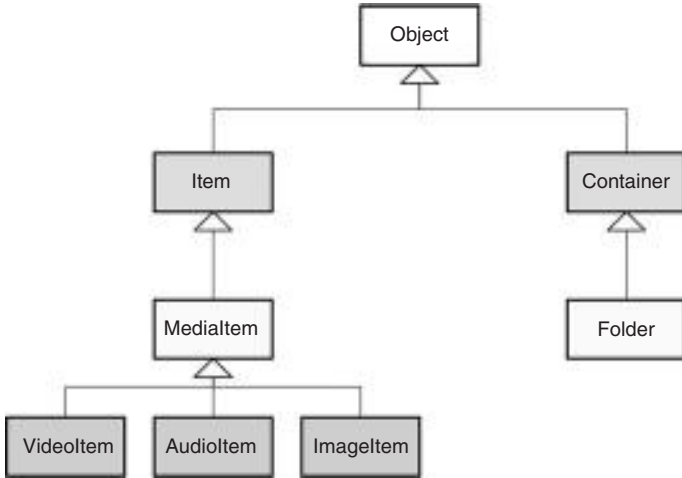 Object
Item
Container
MediaItem
Folder
VideoItem
AudioItem
ImageItem